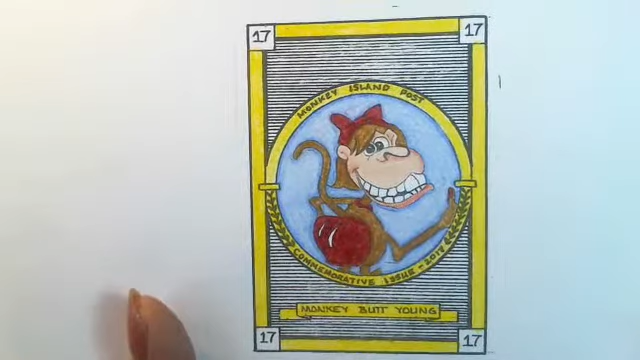 17 17
MONKEY ISLAND POST
COMMEMORATIVE ISSUE - 2017
MONKEY BUTT YOUNG
17 17